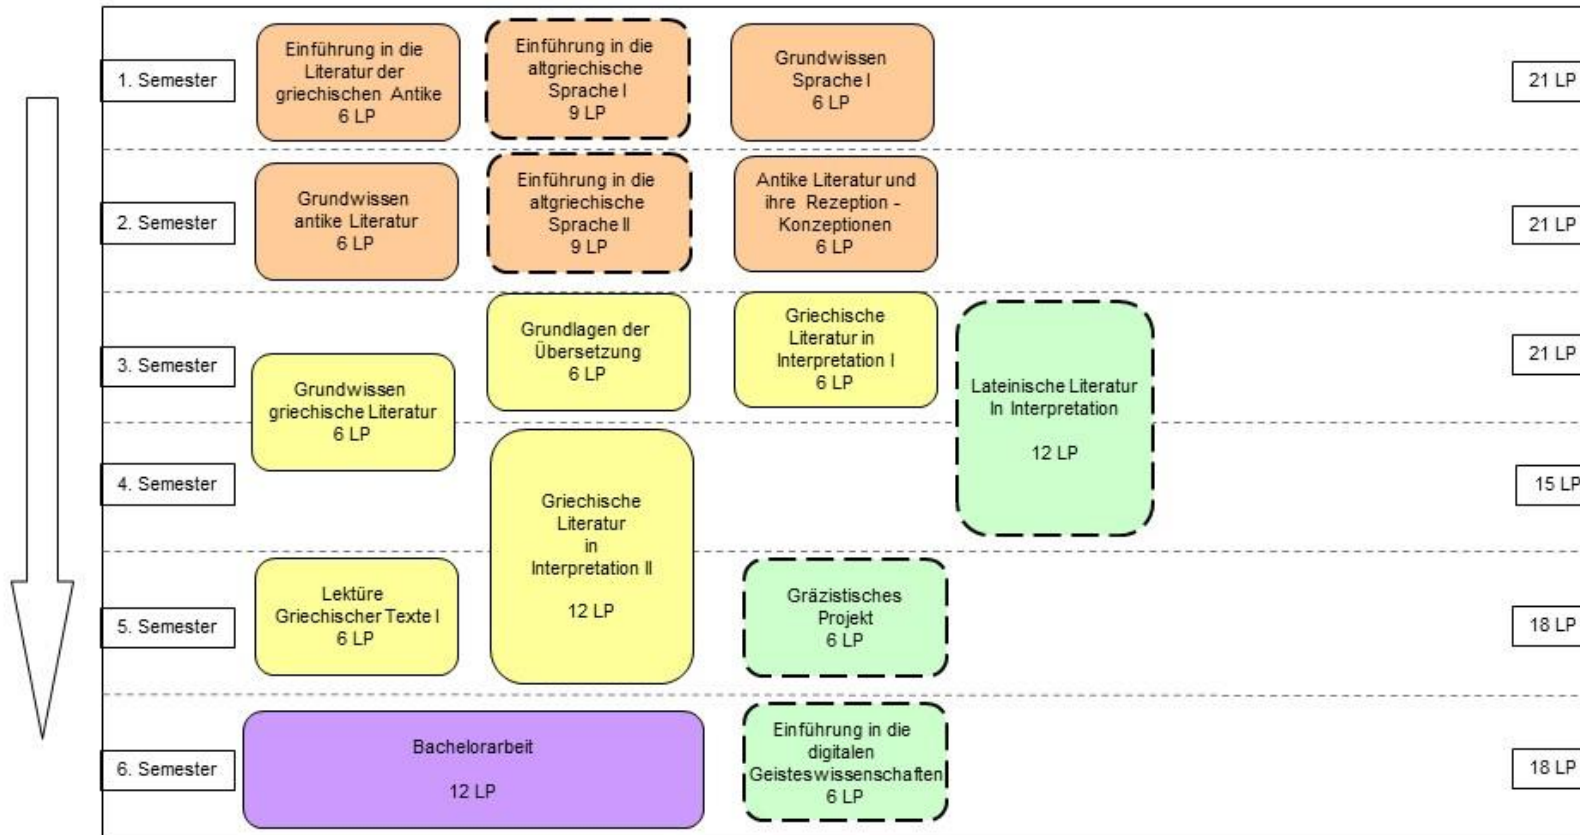 1. Semester
Einführung in die
Literatur der
griechischen Antike
6 LP
Einführung in die
altgriechische
Sprache I
9 LP
Grundwissen
Sprache I
6 LP
21 LP
2. Semester
Grundwissen
antike Literatur
6 LP
Einführung in die
altgriechische
Sprache II
9 LP
Antike Literatur und
ihre Rezeption -
Konzeptionen
6 LP
21 LP
3. Semester
Grundwissen
griechische Literatur
6 LP
Grundlagen der
Übersetzung
6 LP
Griechische
Literatur in
Interpretation I
6 LP
Lateinische Literatur
In Interpretation
12 LP
21 LP
4. Semester
Griechische
Literatur
in
Interpretation II
12 LP
15 LP
5. Semester
Lektüre
Griechischer Texte I
6 LP
Gräzistisches
Projekt
6 LP
18 LP
6. Semester
Bachelorarbeit
12 LP
Einführung in die
digitalen
Geisteswissenschaften
6 LP
18 LP